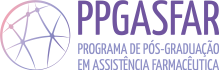 PPGASFAR
PROGRAMA DE PÓS-GRADUAÇÃO
EM ASSISTÊNCIA FARMACÊUTICA